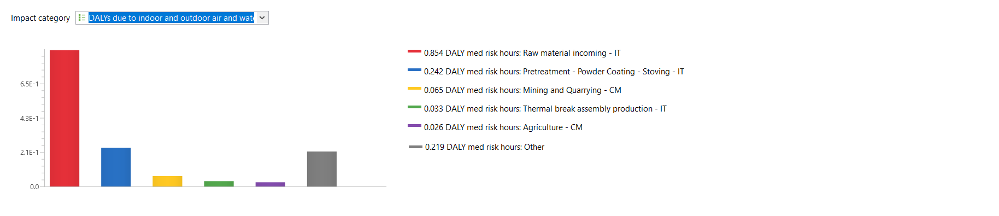 Impact category
DALYs due to indoor and outdoor air and wate
6.5E-1
4.3E-1
2.1E-1
0.0
0.854 DALY med risk hours: Raw material incoming - IT
0.242 DALY med risk hours: Pretreatment - Powder Coating - Stoving - IT
0.065 DALY med risk hours: Mining and Quarrying - CM
0.033 DALY med risk hours: Thermal break assembly production - IT
0.026 DALY med risk hours: Agriculture - CM
0.219 DALY med risk hours: Other